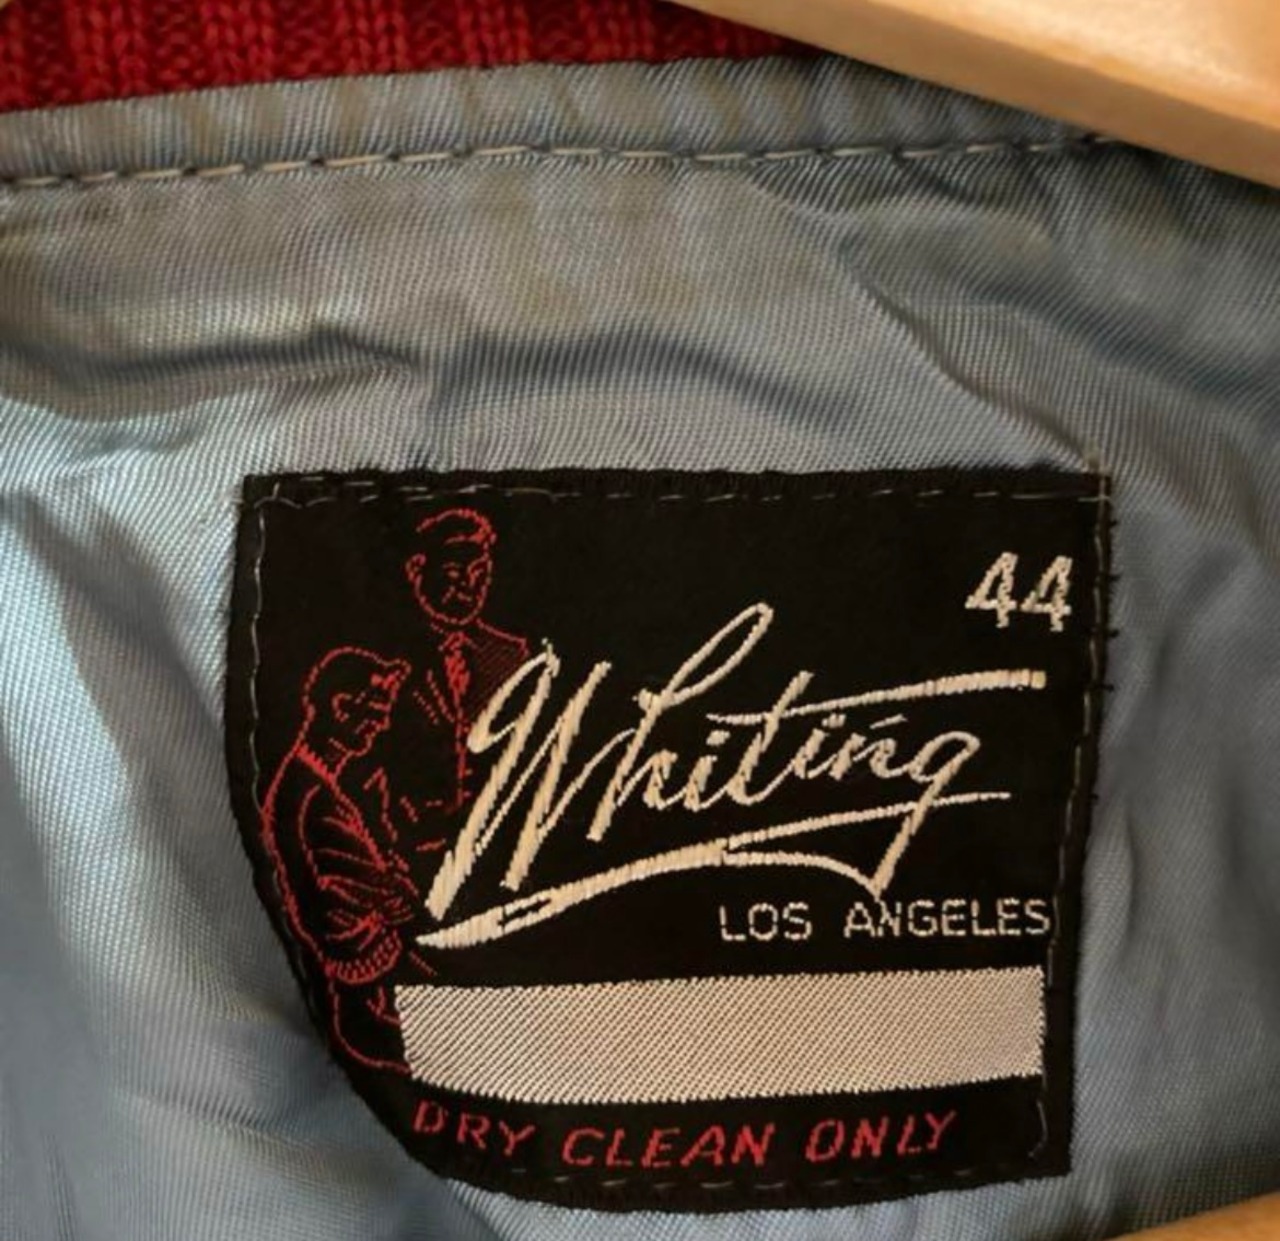 44
Whiting
LOS ANGELES
DRY CLEAN ONLY